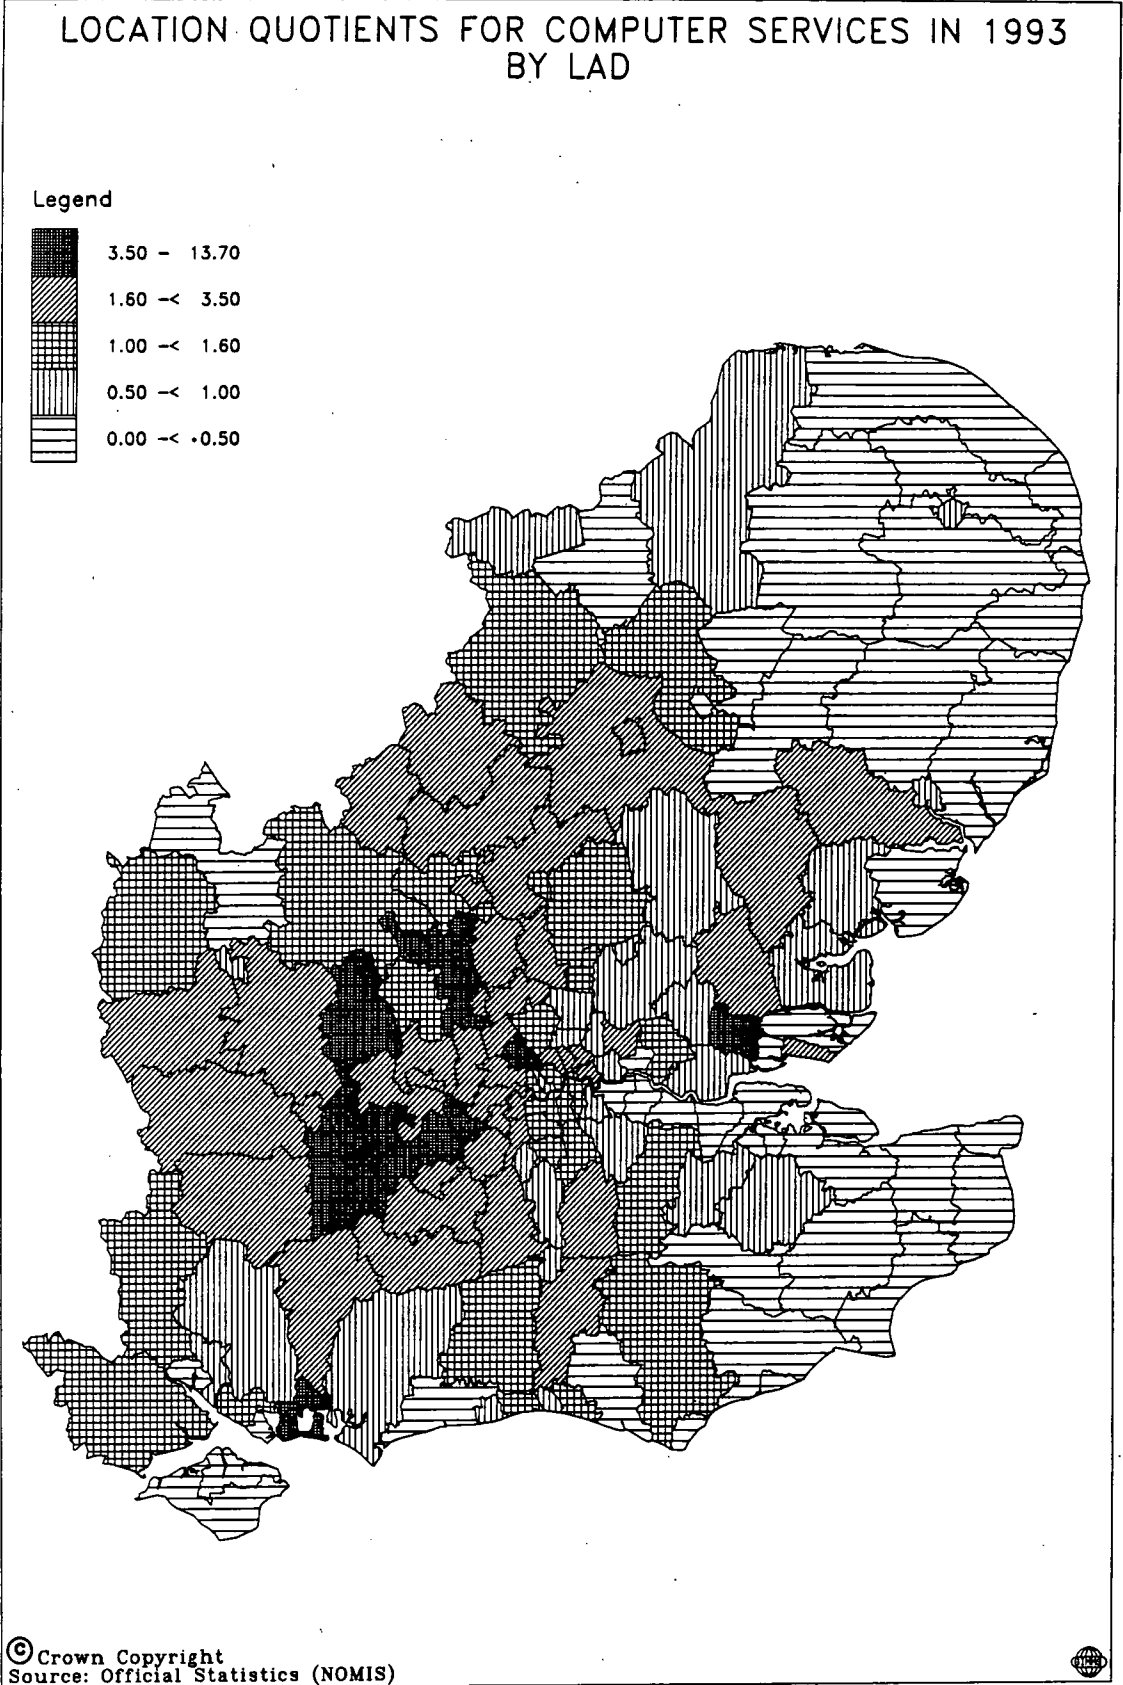 LOCATION QUOTIENTS FOR COMPUTER SERVICES IN 1993
BY LAD
Legend
3.50 - 13.70
1.60 -< 3.50
1.00 -< 1.60
0.50 -< 1.00
0.00 -< 0.50
© Crown Copyright
Source: Official Statistics (NOMIS)